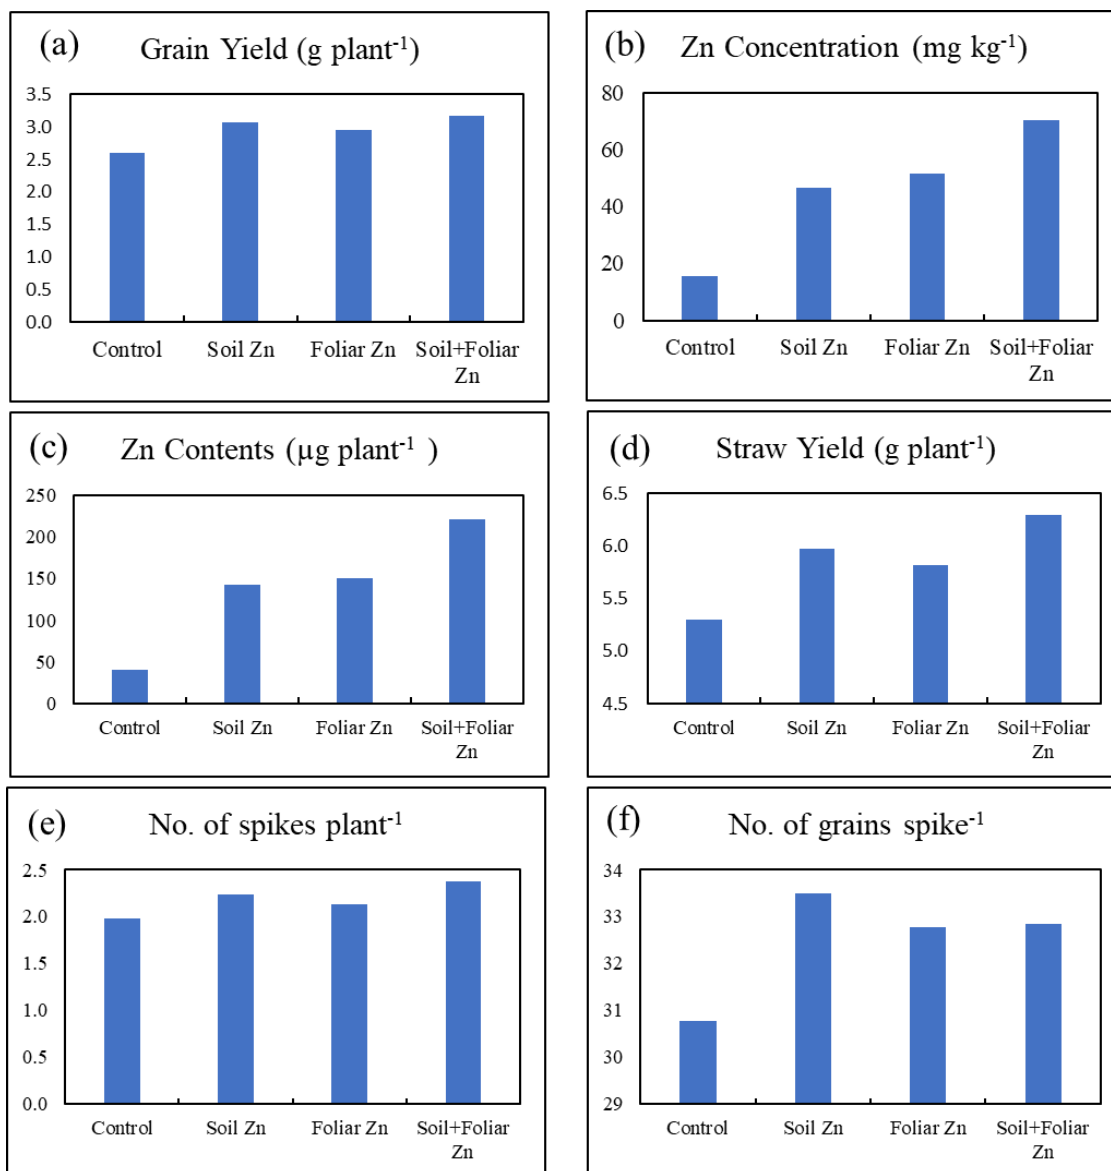 (a) Grain Yield (g plant⁻¹)
3.5
3.0
2.5
2.0
1.5
1.0
0.5
0.0
Control Soil Zn Foliar Zn Soil+Foliar
Zn
(b) Zn Concentration (mg kg⁻¹)
80
60
40
20
0
Control Soil Zn Foliar Zn Soil+Foliar
Zn
(c) Zn Contents (µg plant⁻¹ )
250
200
150
100
50
0
Control Soil Zn Foliar Zn Soil+Foliar
Zn
(d) Straw Yield (g plant⁻¹)
6.5
6.0
5.5
5.0
4.5
Control Soil Zn Foliar Zn Soil+Foliar
Zn
(e) No. of spikes plant⁻¹
2.5
2.0
1.5
1.0
0.5
0.0
Control Soil Zn Foliar Zn Soil+Foliar
Zn
(f) No. of grains spike⁻¹
34
33
32
31
30
29
Control Soil Zn Foliar Zn Soil+Foliar
Zn